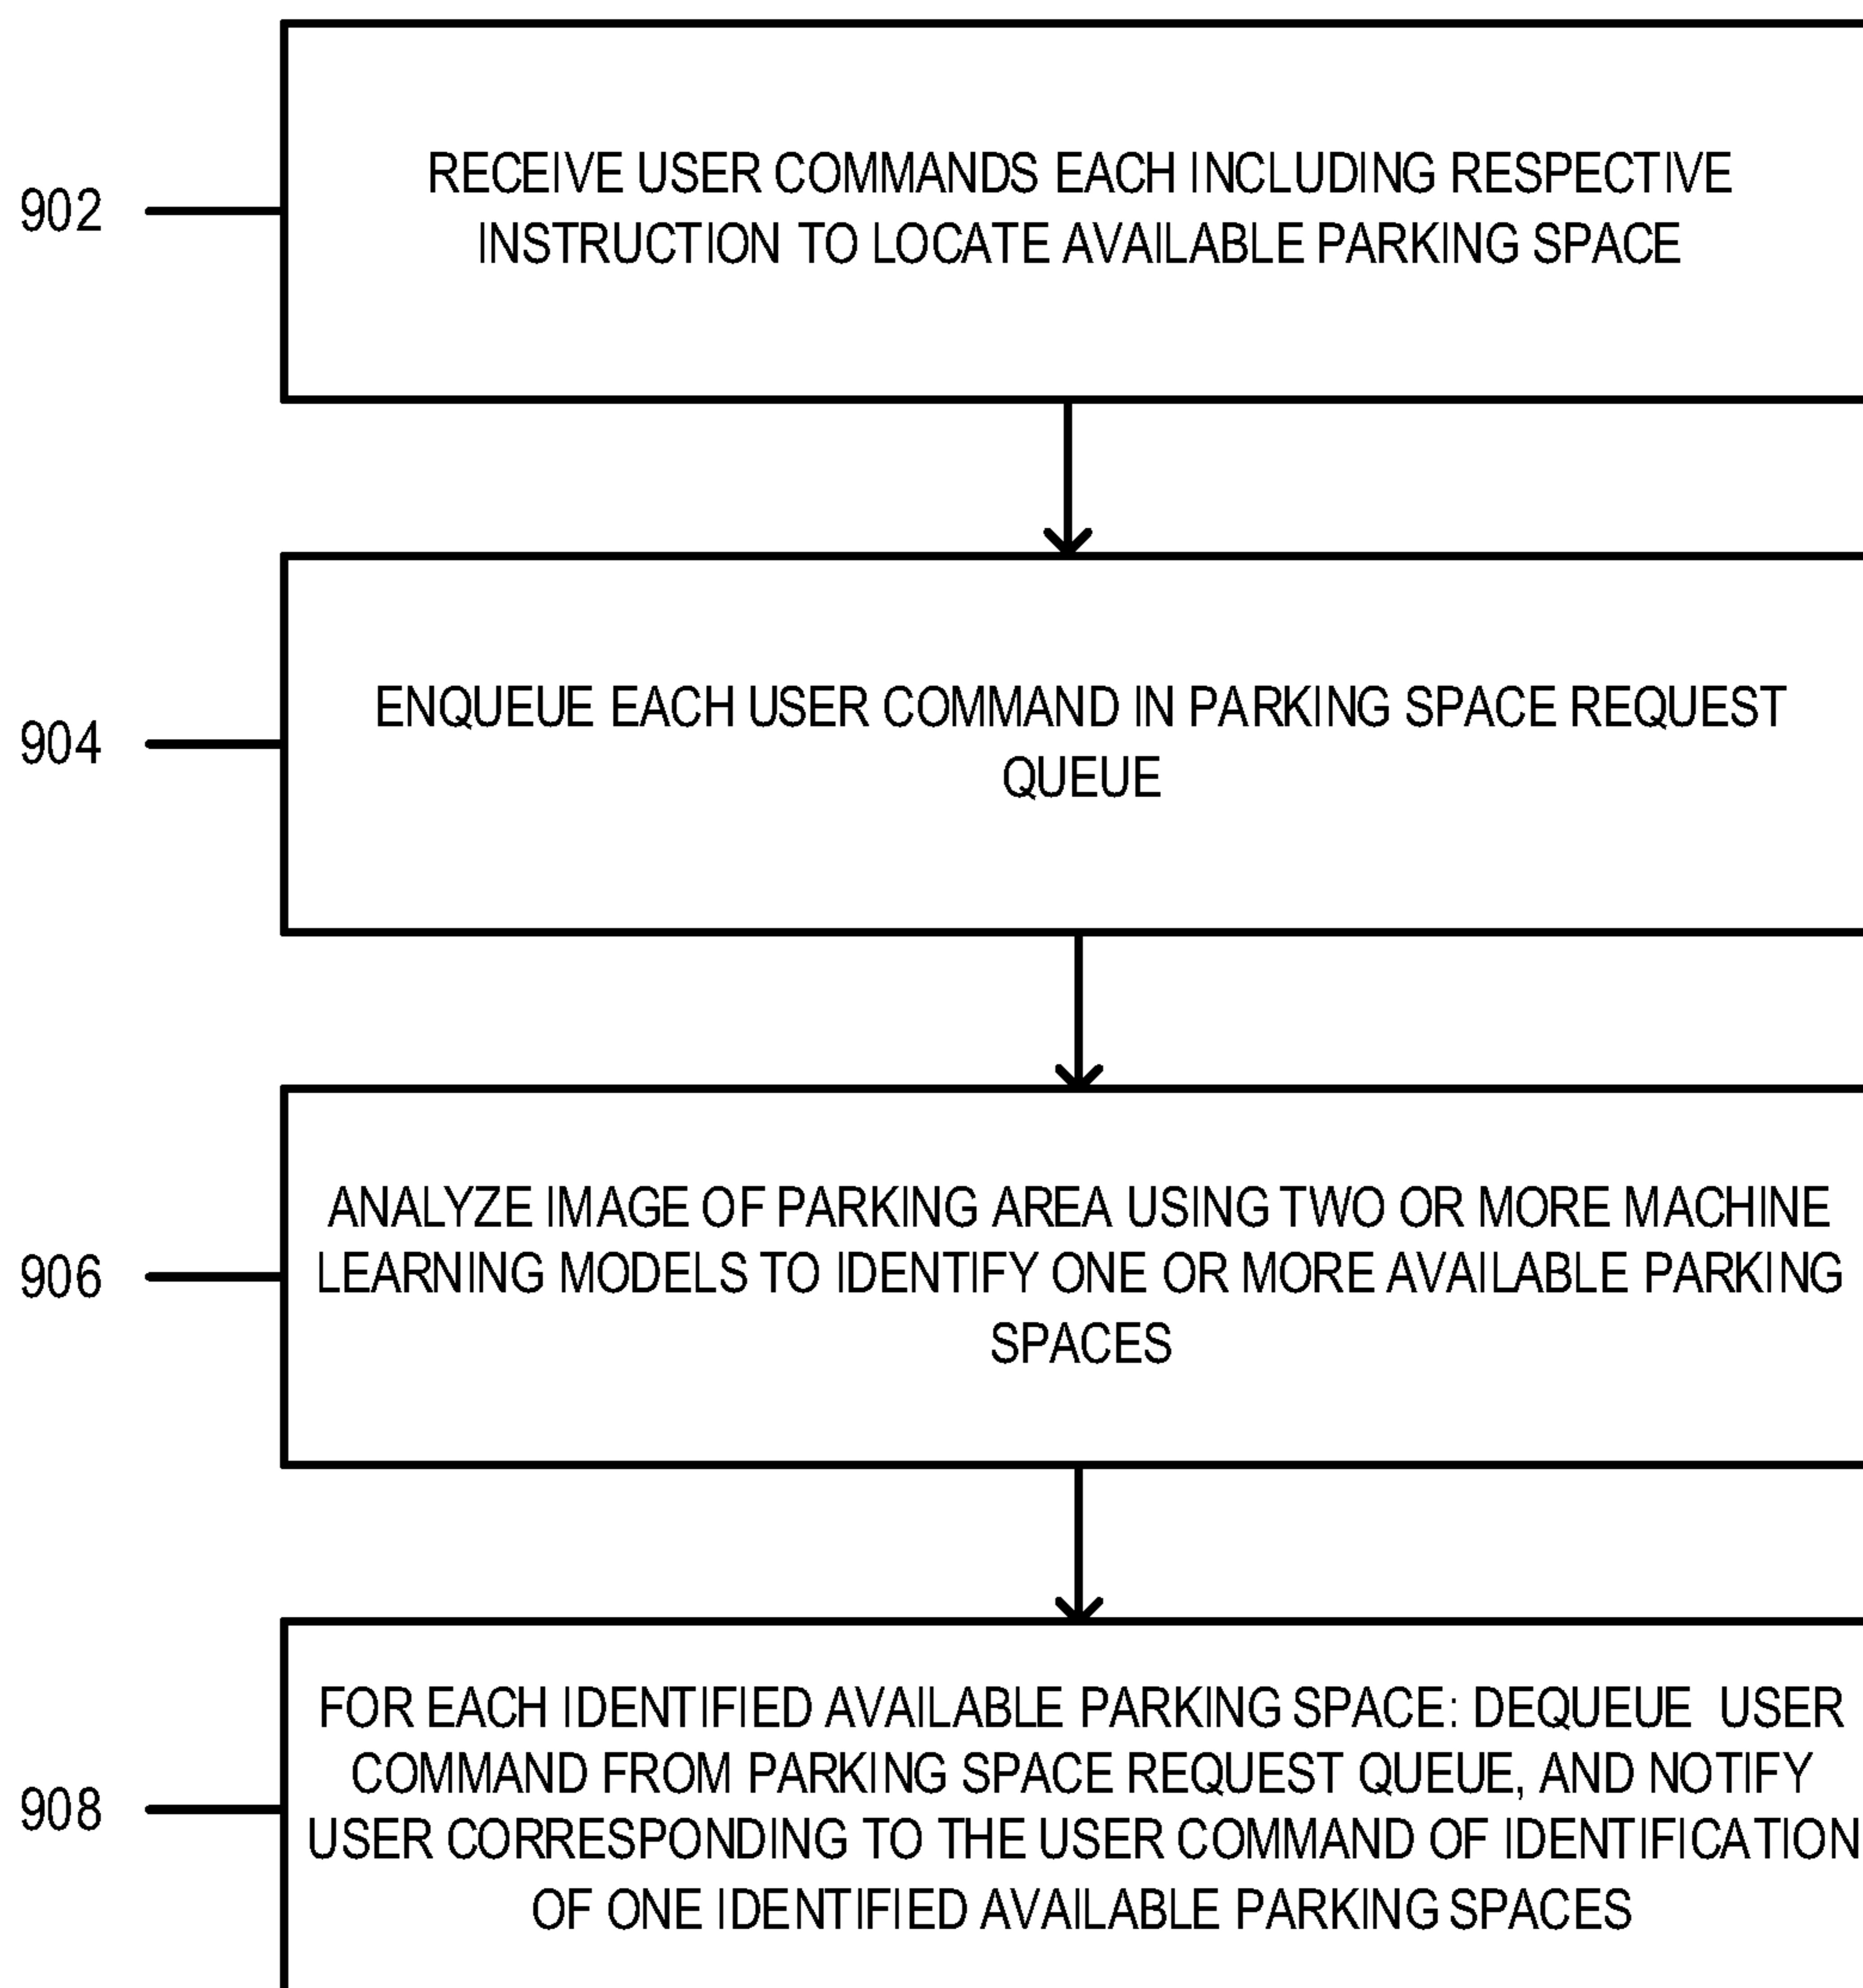 RECEIVE USER COMMANDS EACH INCLUDING RESPECTIVE
902
INSTRUCTION TO LOCATE AVAILABLE PARKING SPACE
ENQUEUE EACH USER COMMAND IN PARKING SPACE REQUEST
904
QUEUE
ANALYZE IMAGE OF PARKING AREA USING TWO OR MORE MACHINE
906
LEARNING MODELS TO IDENTIFY ONE OR MORE AVAILABLE PARKING
SPACES
FOR EACH IDENTIFIED AVAILABLE PARKING SPACE: DEQUEUE USER
COMMAND FROM PARKING SPACE REQUEST QUEUE, AND NOTIFY
908
USER CORRESPONDING TO THE USER COMMAND OF IDENTIFICATION
OF ONE IDENTIFIED AVAILABLE PARKING SPACES